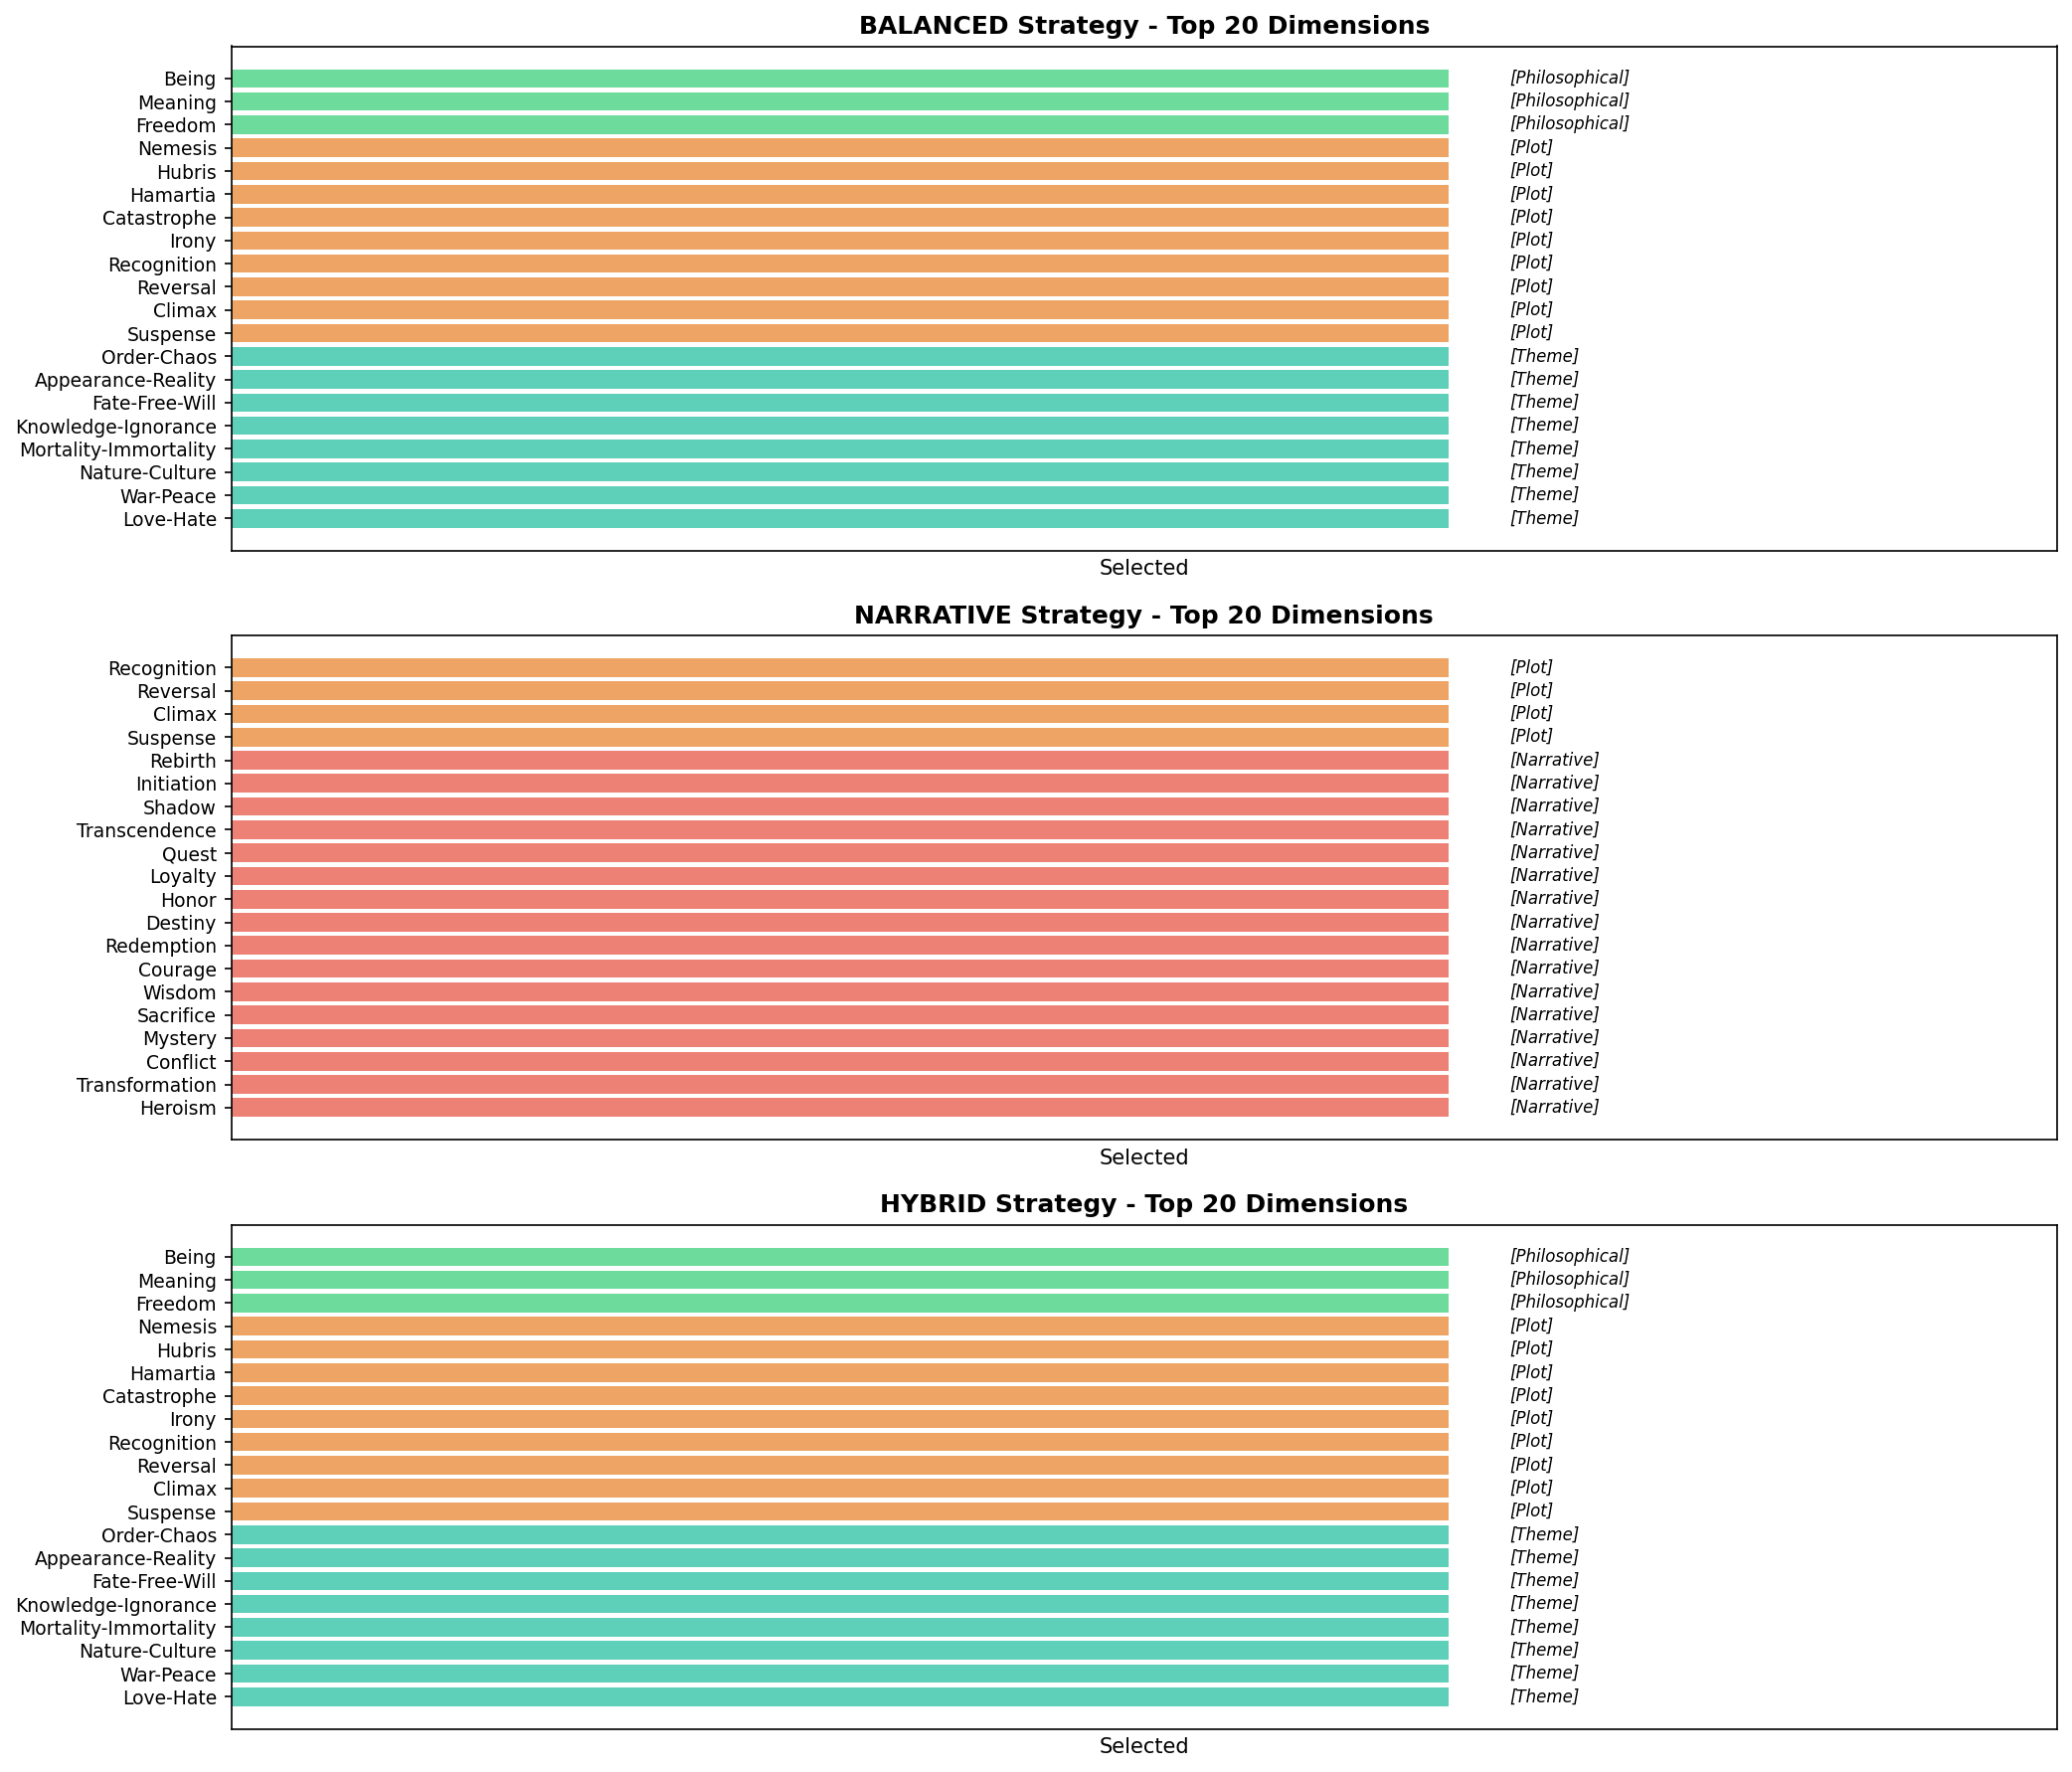 BALANCED Strategy - Top 20 Dimensions
Being [Philosophical]
Meaning [Philosophical]
Freedom [Philosophical]
Nemesis [Plot]
Hubris [Plot]
Hamartia [Plot]
Catastrophe [Plot]
Irony [Plot]
Recognition [Plot]
Reversal [Plot]
Climax [Plot]
Suspense [Plot]
Order-Chaos [Theme]
Appearance-Reality [Theme]
Fate-Free-Will [Theme]
Knowledge-Ignorance [Theme]
Mortality-Immortality [Theme]
Nature-Culture [Theme]
War-Peace [Theme]
Love-Hate [Theme]
Selected
NARRATIVE Strategy - Top 20 Dimensions
Recognition [Plot]
Reversal [Plot]
Climax [Plot]
Suspense [Plot]
Rebirth [Narrative]
Initiation [Narrative]
Shadow [Narrative]
Transcendence [Narrative]
Quest [Narrative]
Loyalty [Narrative]
Honor [Narrative]
Destiny [Narrative]
Redemption [Narrative]
Courage [Narrative]
Wisdom [Narrative]
Sacrifice [Narrative]
Mystery [Narrative]
Conflict [Narrative]
Transformation [Narrative]
Heroism [Narrative]
Selected
HYBRID Strategy - Top 20 Dimensions
Being [Philosophical]
Meaning [Philosophical]
Freedom [Philosophical]
Nemesis [Plot]
Hubris [Plot]
Hamartia [Plot]
Catastrophe [Plot]
Irony [Plot]
Recognition [Plot]
Reversal [Plot]
Climax [Plot]
Suspense [Plot]
Order-Chaos [Theme]
Appearance-Reality [Theme]
Fate-Free-Will [Theme]
Knowledge-Ignorance [Theme]
Mortality-Immortality [Theme]
Nature-Culture [Theme]
War-Peace [Theme]
Love-Hate [Theme]
Selected